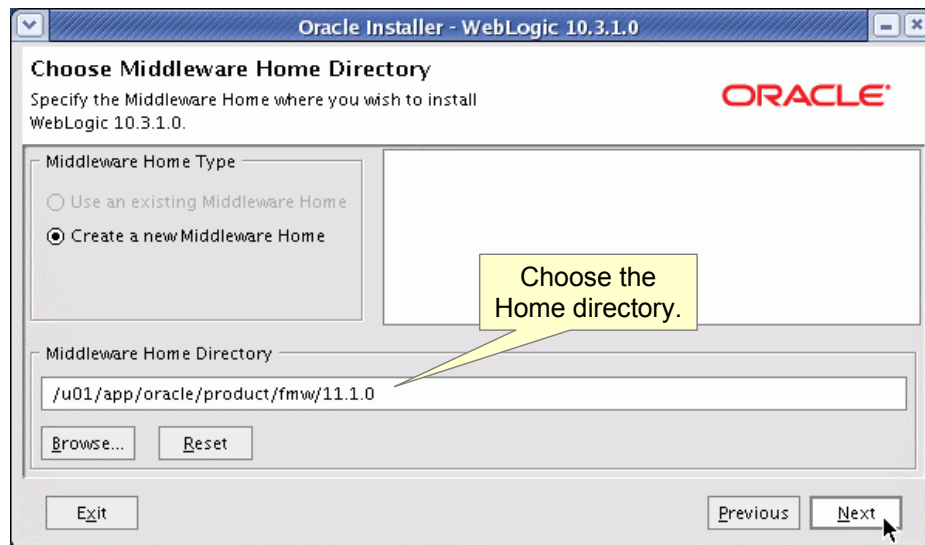 Oracle Installer - WebLogic 10.3.1.0
Choose Middleware Home Directory
Specify the Middleware Home where you wish to install
WebLogic 10.3.1.0.
ORACLE
Middleware Home Type
Use an existing Middleware Home
Create a new Middleware Home
Choose the
Home directory.
Middleware Home Directory
/u01/app/oracle/product/fmw/11.1.0
Browse...
Reset
Exit
Previous
Next